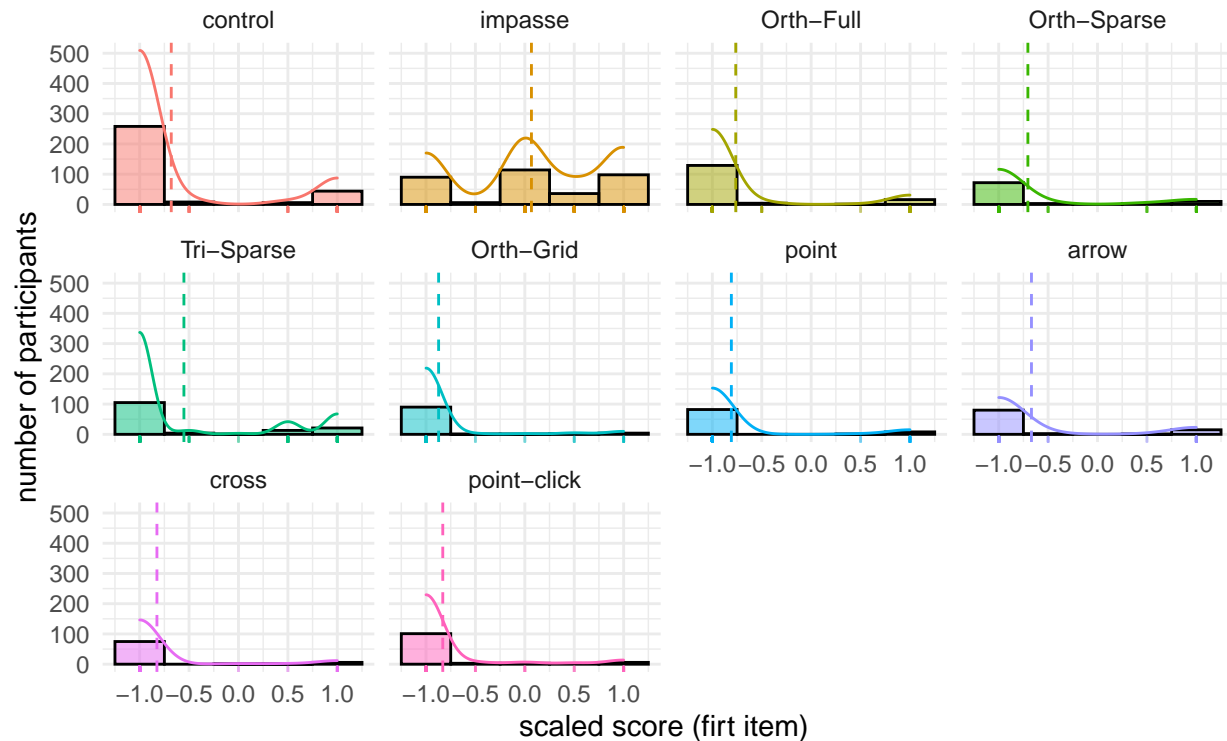 control impasse Orth−Full Orth−Sparse
500
400
300
200
100
0
Tri−Sparse Orth−Grid point arrow
500
400
300
200
100
0
−1.0 −0.5 0.0 0.5 1.0 −1.0 −0.5 0.0 0.5 1.0
cross point−click
500
400
300
200
100
0
−1.0 −0.5 0.0 0.5 1.0 −1.0 −0.5 0.0 0.5 1.0
number of participants
scaled score (firt item)